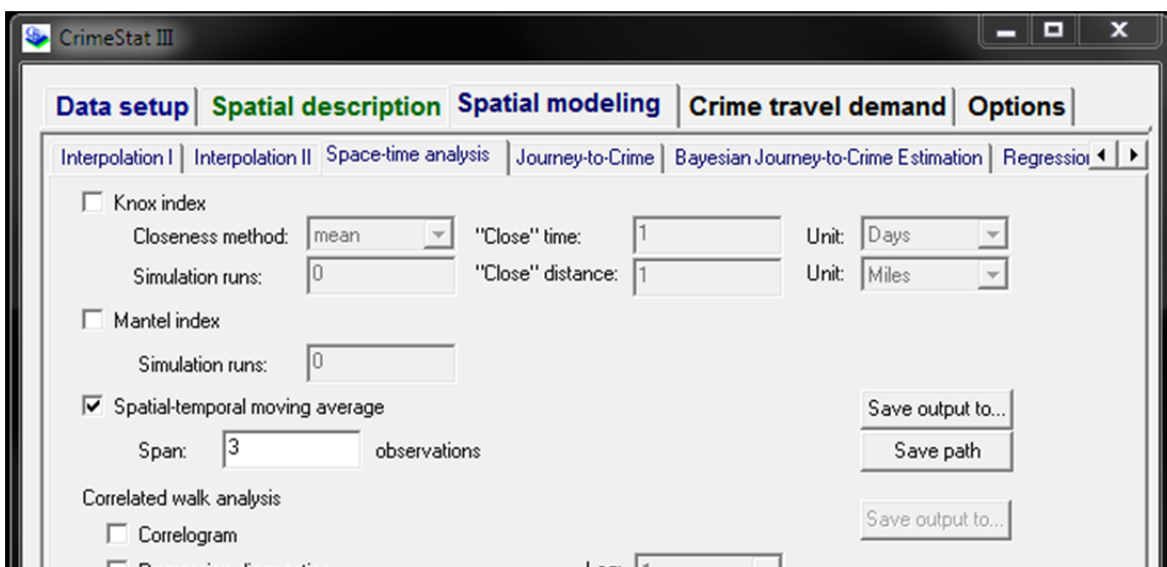 CrimeStat III
Data setup Spatial description Spatial modeling Crime travel demand Options
Interpolation I Interpolation II Space-time analysis Journey-to-Crime Bayesian Journey-to-Crime Estimation
Knox index
Closeness method: mean "Close" time: 1 Unit: Days
Simulation runs: 0 "Close" distance: 1 Unit: Miles
Mantel index
Simulation runs: 0
Spatial-temporal moving average Save output to...
Span: 3 observations Save path
Correlated walk analysis
Save output to...
Correlogram